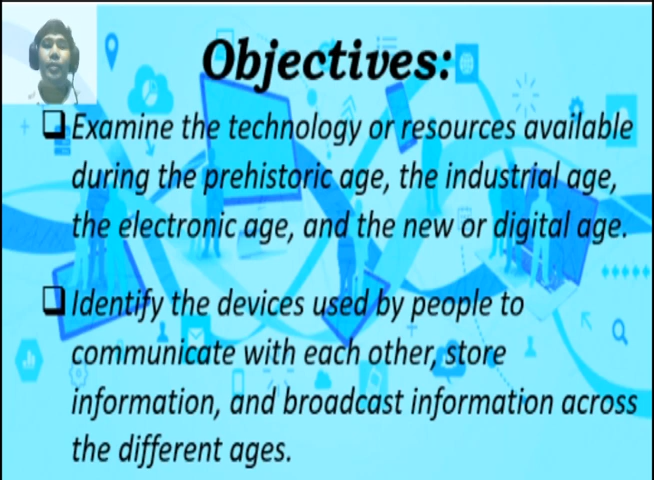 Objectives:
Examine the technology or resources available
during the prehistoric age, the industrial age,
the electronic age, and the new or digital age.
Identify the devices used by people to
communicate with each other, store
information, and broadcast information across
the different ages.